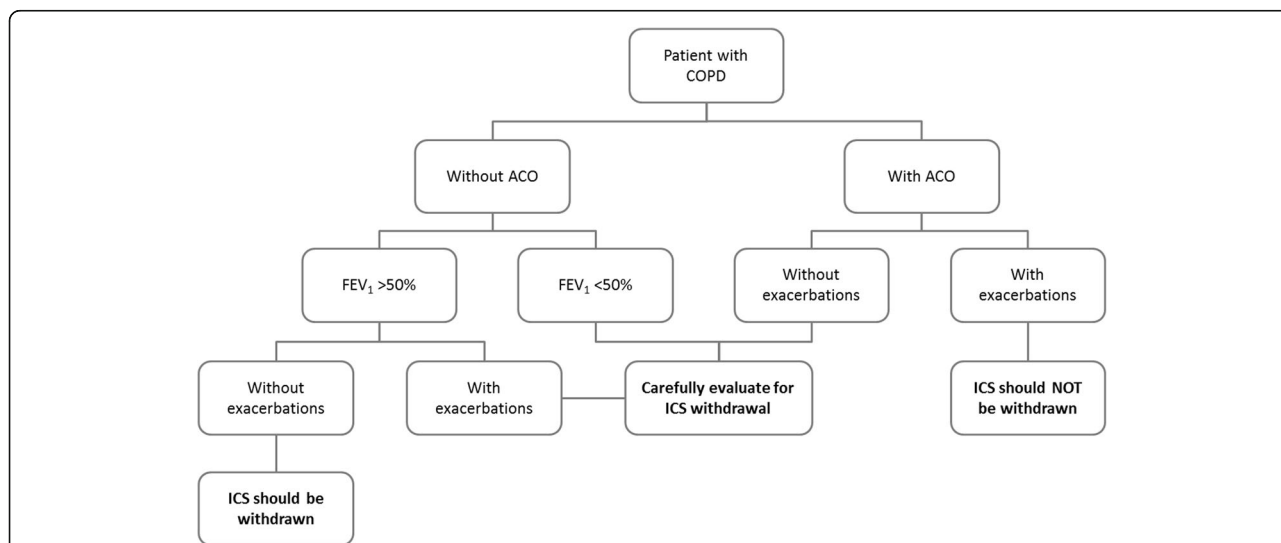 Patient with
COPD
Without ACO
With ACO
FEV₁ >50%
FEV₁ <50%
Without
exacerbations
With
exacerbations
Without
exacerbations
With
exacerbations
Carefully evaluate for
ICS withdrawal
ICS should NOT
be withdrawn
ICS should be
withdrawn